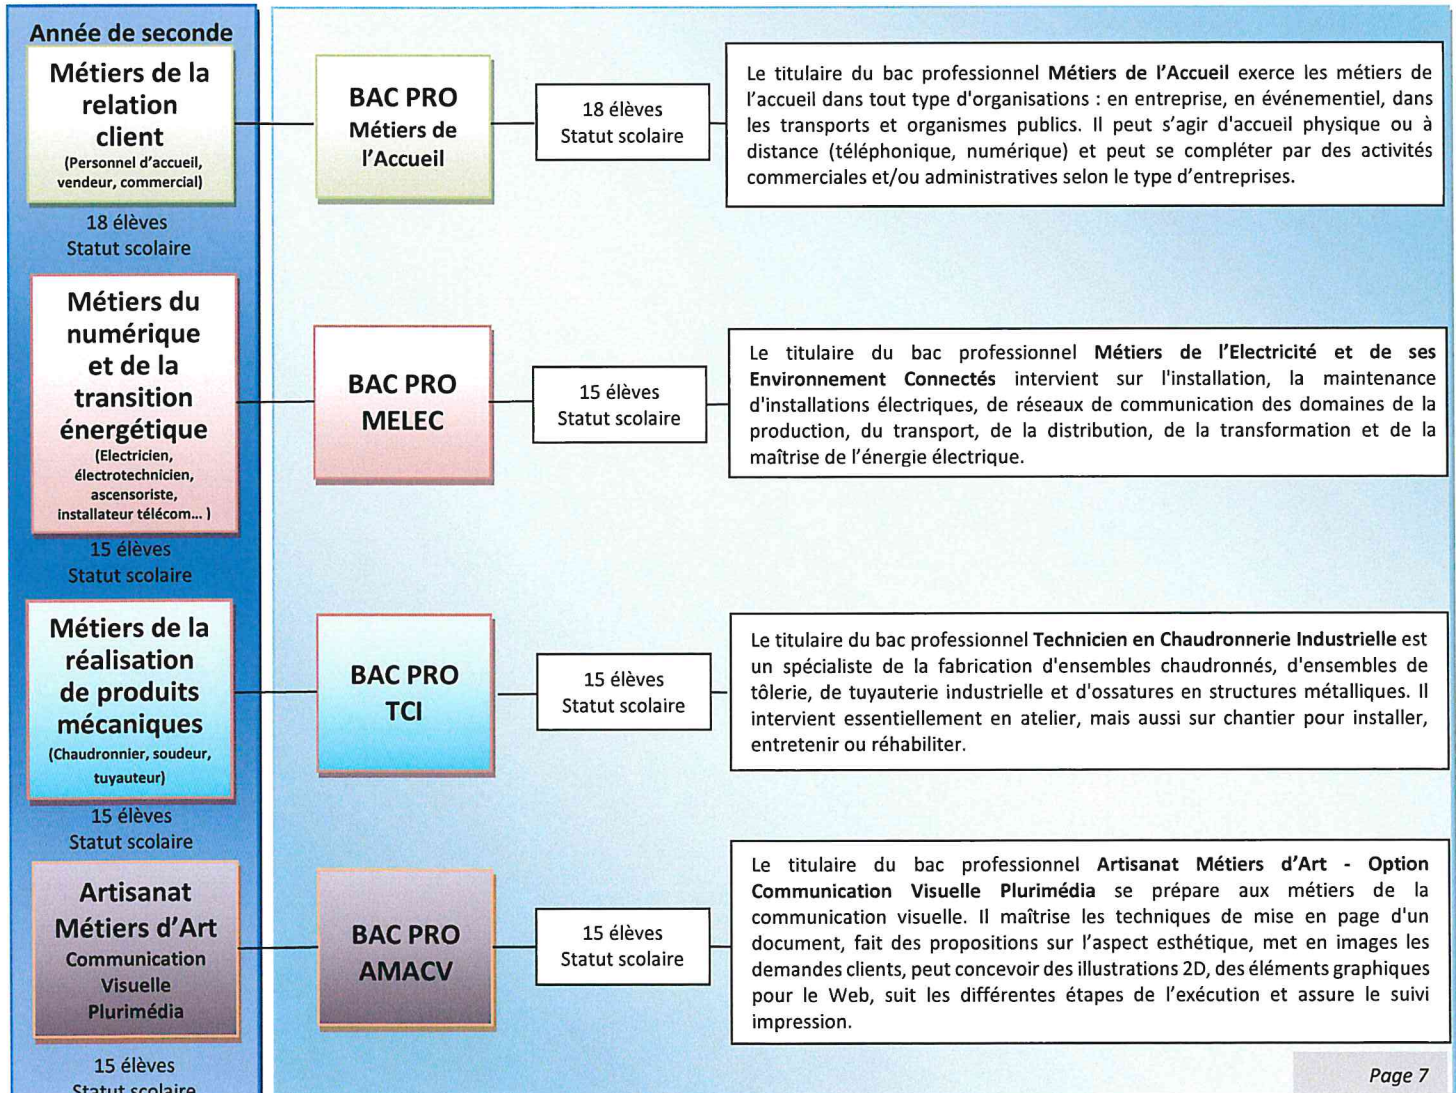 Année de seconde
Métiers de la
relation
client
(Personnel d'accueil,
vendeur, commercial)
18 élèves
Statut scolaire
BAC PRO
Métiers de
l'Accueil
18 élèves
Statut scolaire
Le titulaire du bac professionnel Métiers de l'Accueil exerce les métiers de
l'accueil dans tout type d'organisations : en entreprise, en événementiel, dans
les transports et organismes publics. Il peut s'agir d'accueil physique ou à
distance (téléphonique, numérique) et peut se compléter par des activités
commerciales et/ou administratives selon le type d'entreprises.
Métiers du
numérique
et de la
transition
énergétique
(Electricien,
électrotechnicien,
ascensoriste,
installateur télécom... )
15 élèves
Statut scolaire
BAC PRO
MELEC
15 élèves
Statut scolaire
Le titulaire du bac professionnel Métiers de l'Electricité et de ses
Environnement Connectés intervient sur l'installation, la maintenance
d'installations électriques, de réseaux de communication des domaines de la
production, du transport, de la distribution, de la transformation et de la
maîtrise de l'énergie électrique.
Métiers de la
réalisation
de produits
mécaniques
(Chaudronnier, soudeur,
tuyauteur)
15 élèves
Statut scolaire
BAC PRO
TCI
15 élèves
Statut scolaire
Le titulaire du bac professionnel Technicien en Chaudronnerie Industrielle est
un spécialiste de la fabrication d'ensembles chaudronnés, d'ensembles de
tôlerie, de tuyauterie industrielle et d'ossatures en structures métalliques. Il
intervient essentiellement en atelier, mais aussi sur chantier pour installer,
entretenir ou réhabiliter.
Artisanat
Métiers d'Art
Communication
Visuelle
Plurimédia
15 élèves
Statut scolaire
BAC PRO
AMACV
15 élèves
Statut scolaire
Le titulaire du bac professionnel Artisanat Métiers d'Art - Option
Communication Visuelle Plurimédia se prépare aux métiers de la
communication visuelle. Il maîtrise les techniques de mise en page d'un
document, fait des propositions sur l'aspect esthétique, met en images les
demandes clients, peut concevoir des illustrations 2D, des éléments graphiques
pour le Web, suit les différentes étapes de l'exécution et assure le suivi
impression.
Page 7